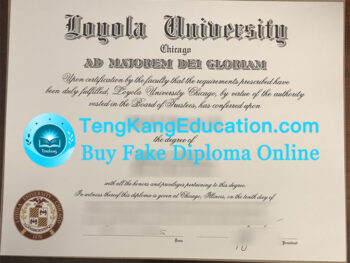 Loyola University
Chicago
AD MAIOREM DEI GLORIAM
Upon certification by the faculty that the requirements prescribed have
been duly fulfilled, Loyola University Chicago, by virtue of the authority
vested in the Board of Trustees, has conferred upon
TengKangEducation.com
the degree of
Buy Fake Diploma Online
with all the honors and privileges pertaining to this degree.
In witness thereof this diploma is given at Chicago, Illinois, on the tenth day of
Dean
President